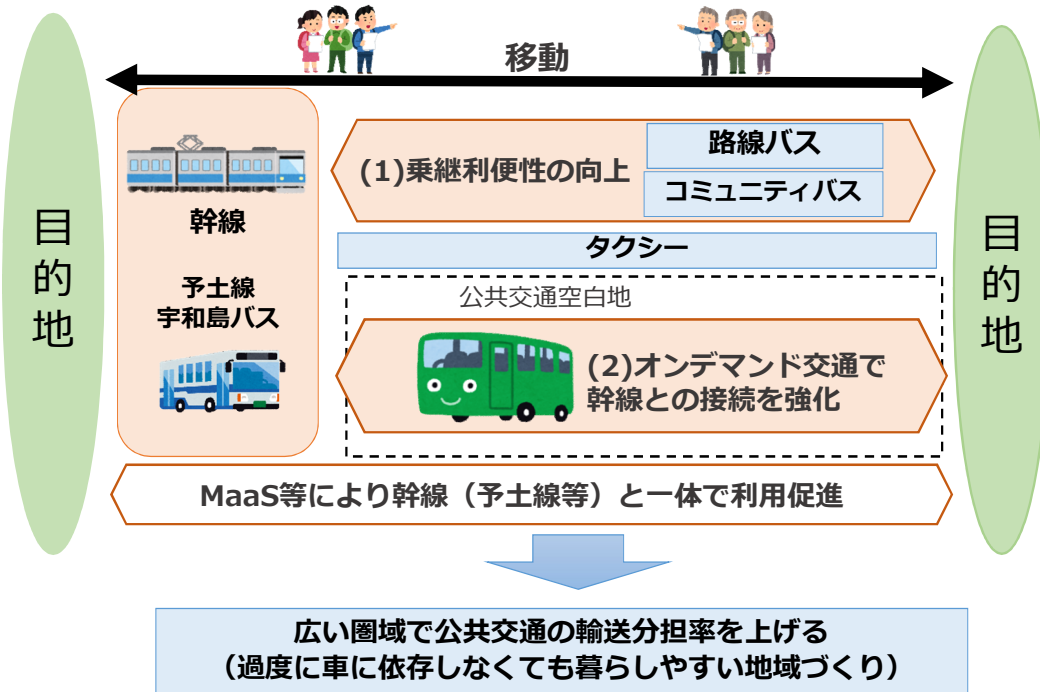 移動
目的地
幹線
予土線
宇和島バス
(1)乗継利便性の向上
路線バス
コミュニティバス
タクシー
公共交通空白地
(2)オンデマンド交通で
幹線との接続を強化
目的地
MaaS等により幹線（予土線等）と一体で利用促進
広い圏域で公共交通の輸送分担率を上げる
（過度に車に依存しなくても暮らしやすい地域づくり）